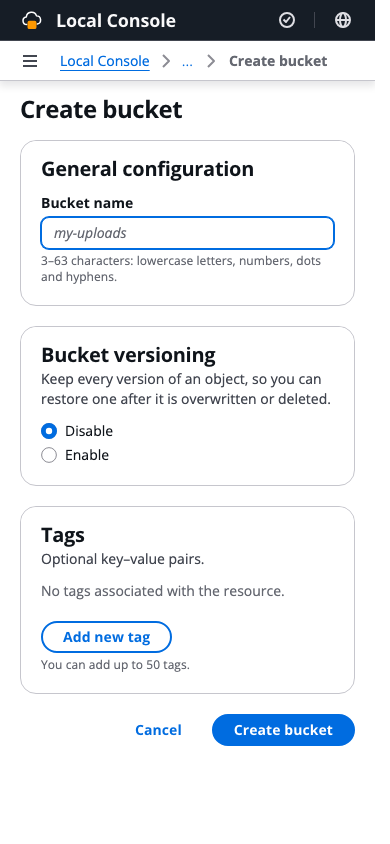 Local Console
Local Console > ... > Create bucket
Create bucket
General configuration
Bucket name
my-uploads
3–63 characters: lowercase letters, numbers, dots
and hyphens.
Bucket versioning
Keep every version of an object, so you can
restore one after it is overwritten or deleted.
Disable
Enable
Tags
Optional key–value pairs.
No tags associated with the resource.
Add new tag
You can add up to 50 tags.
Cancel Create bucket